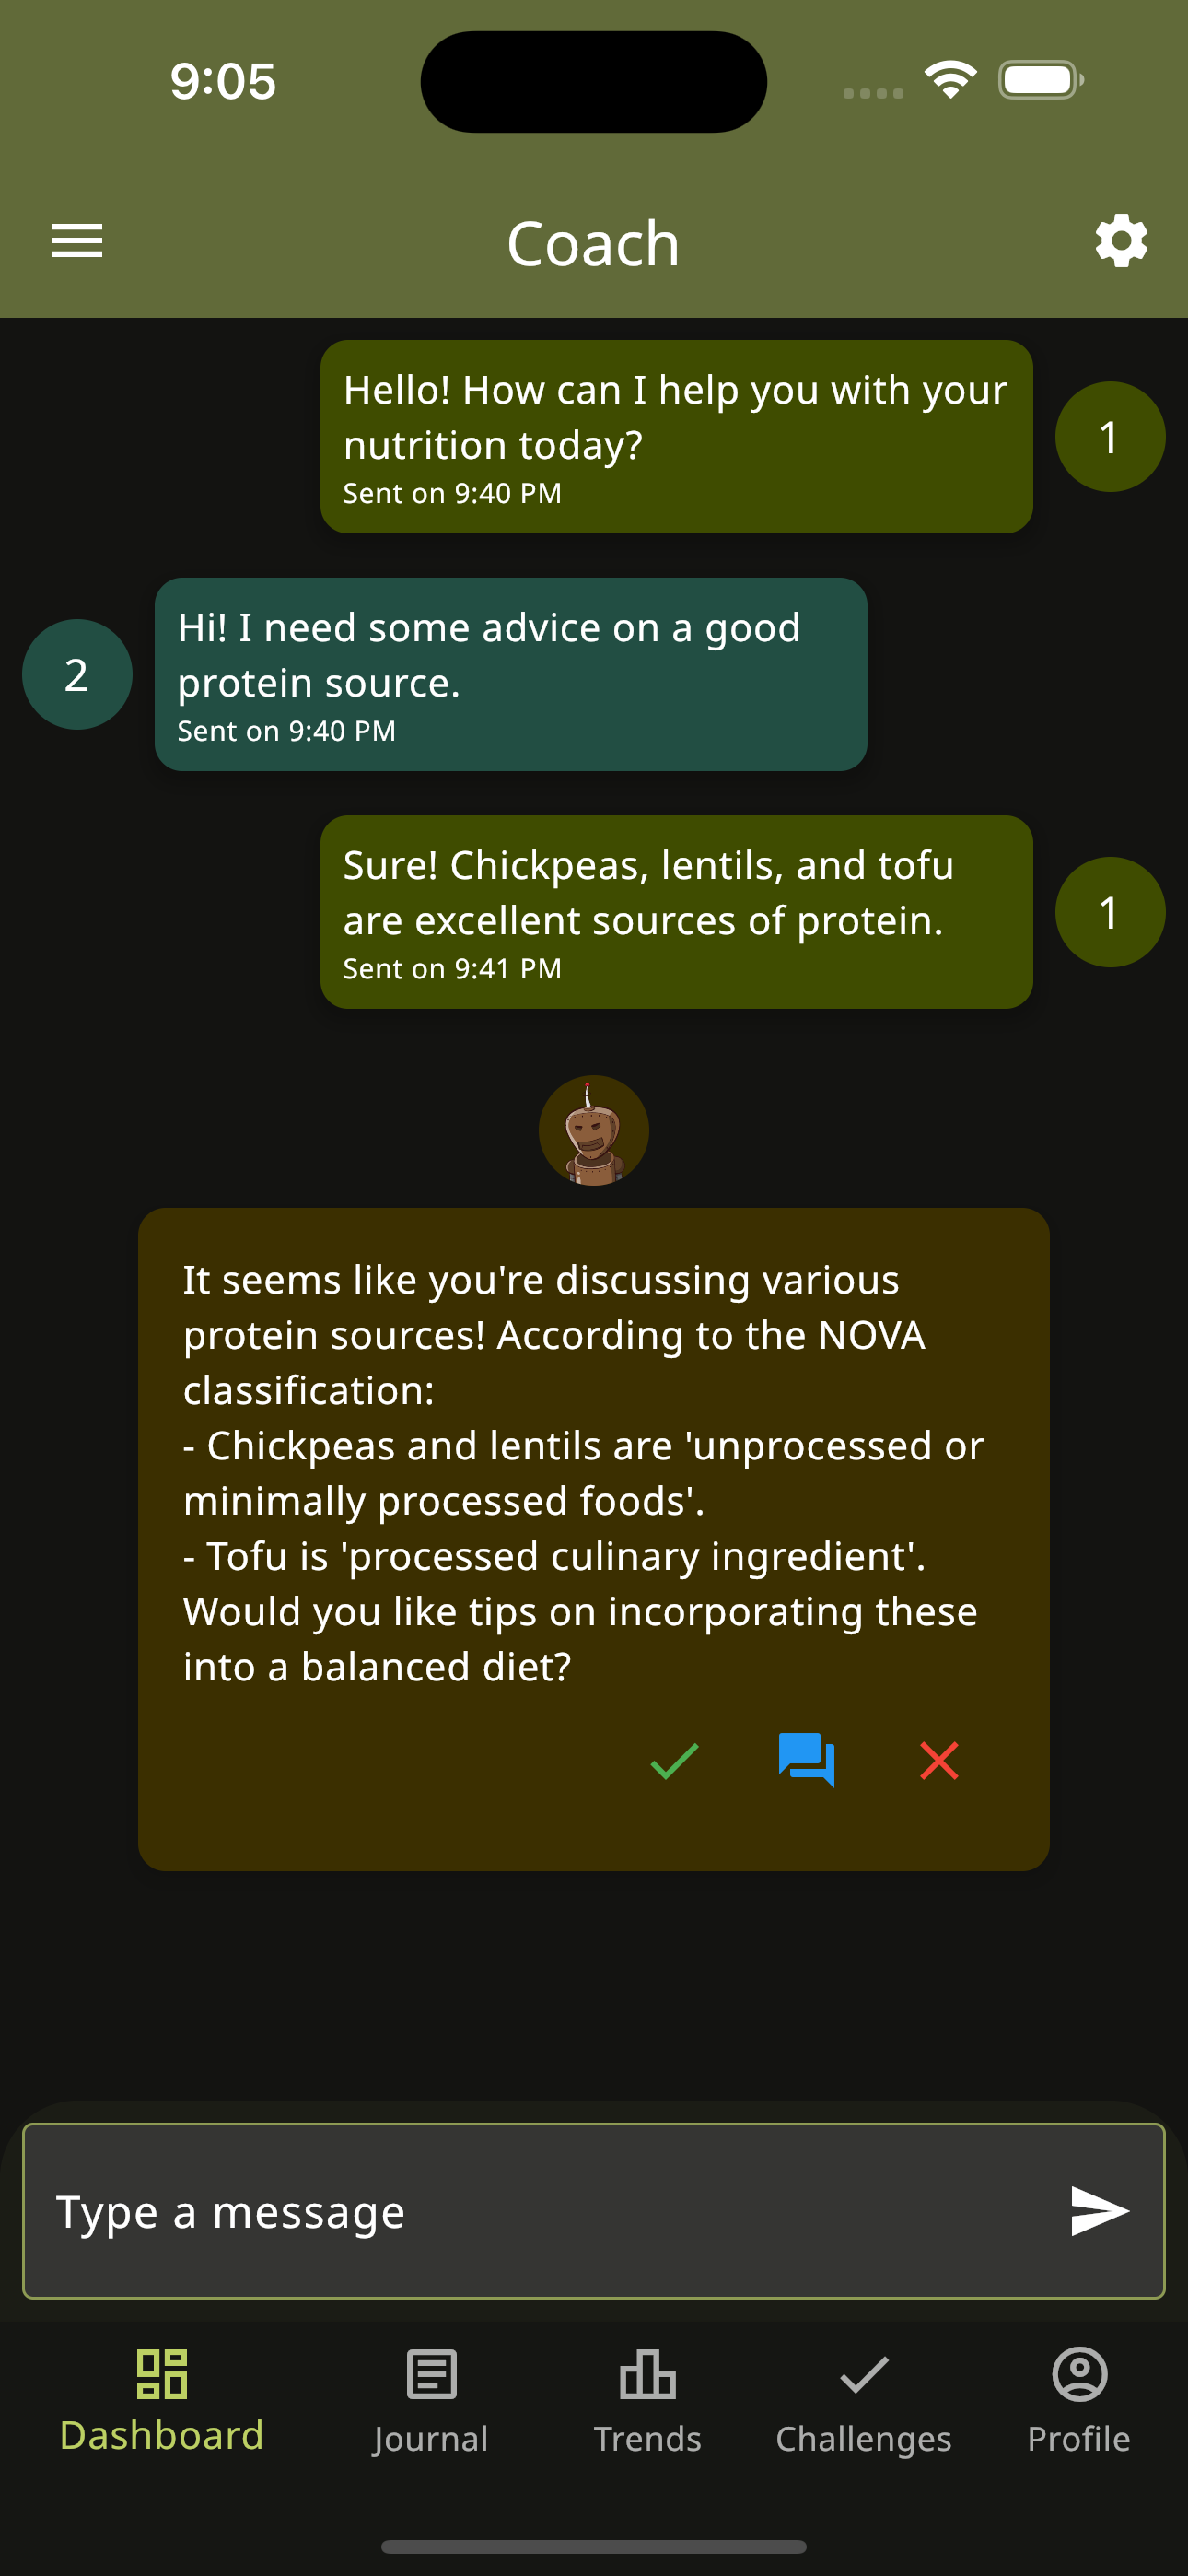 9:05
Coach
Hello! How can I help you with your
nutrition today?
Sent on 9:40 PM
1
2
Hi! I need some advice on a good
protein source.
Sent on 9:40 PM
Sure! Chickpeas, lentils, and tofu
are excellent sources of protein.
Sent on 9:41 PM
1
It seems like you're discussing various
protein sources! According to the NOVA
classification:
- Chickpeas and lentils are 'unprocessed or
minimally processed foods'.
- Tofu is 'processed culinary ingredient'.
Would you like tips on incorporating these
into a balanced diet?
Type a message
Dashboard
Journal
Trends
Challenges
Profile